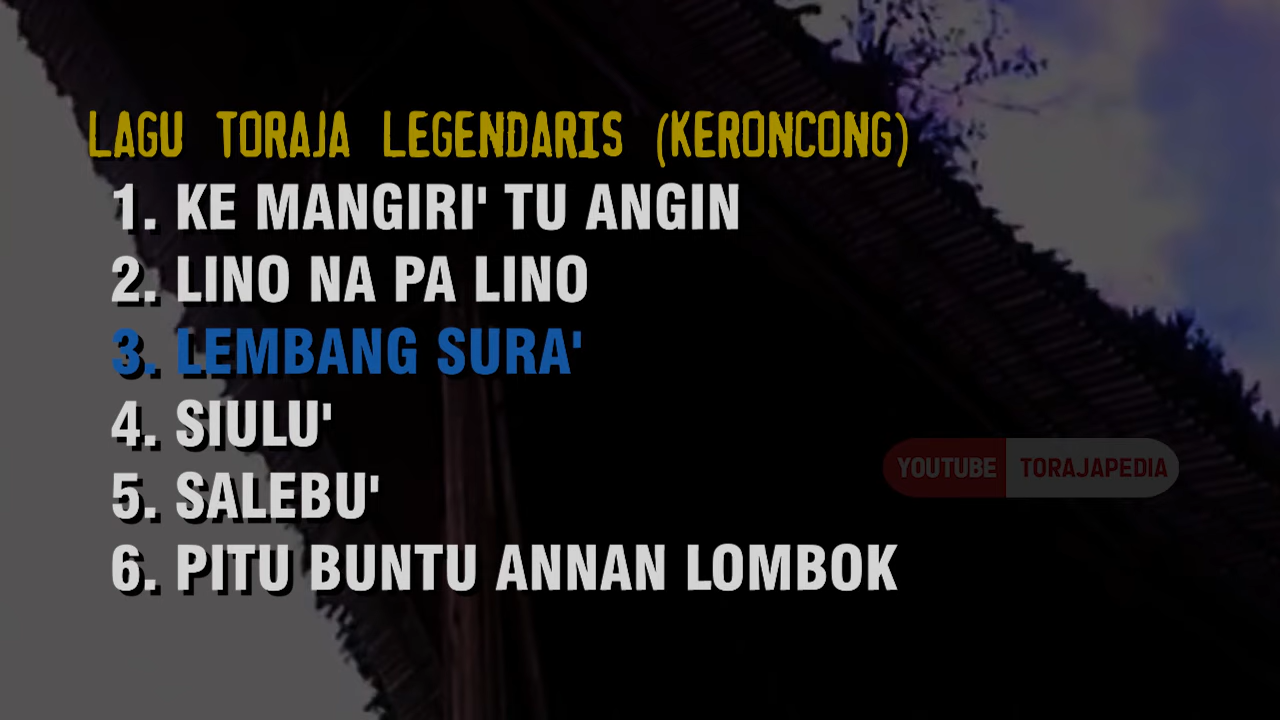 LAGU TORAJA LEGENDARIS (KERONCONG)
1. KE MANGIRI' TU ANGIN
2. LINO NA PA LINO
3. LEMBANG SURA'
4. SIULU'
5. SALEBU'
6. PITU BUNTU ANNAN LOMBOK
YOUTUBE TORAJAPEDIA